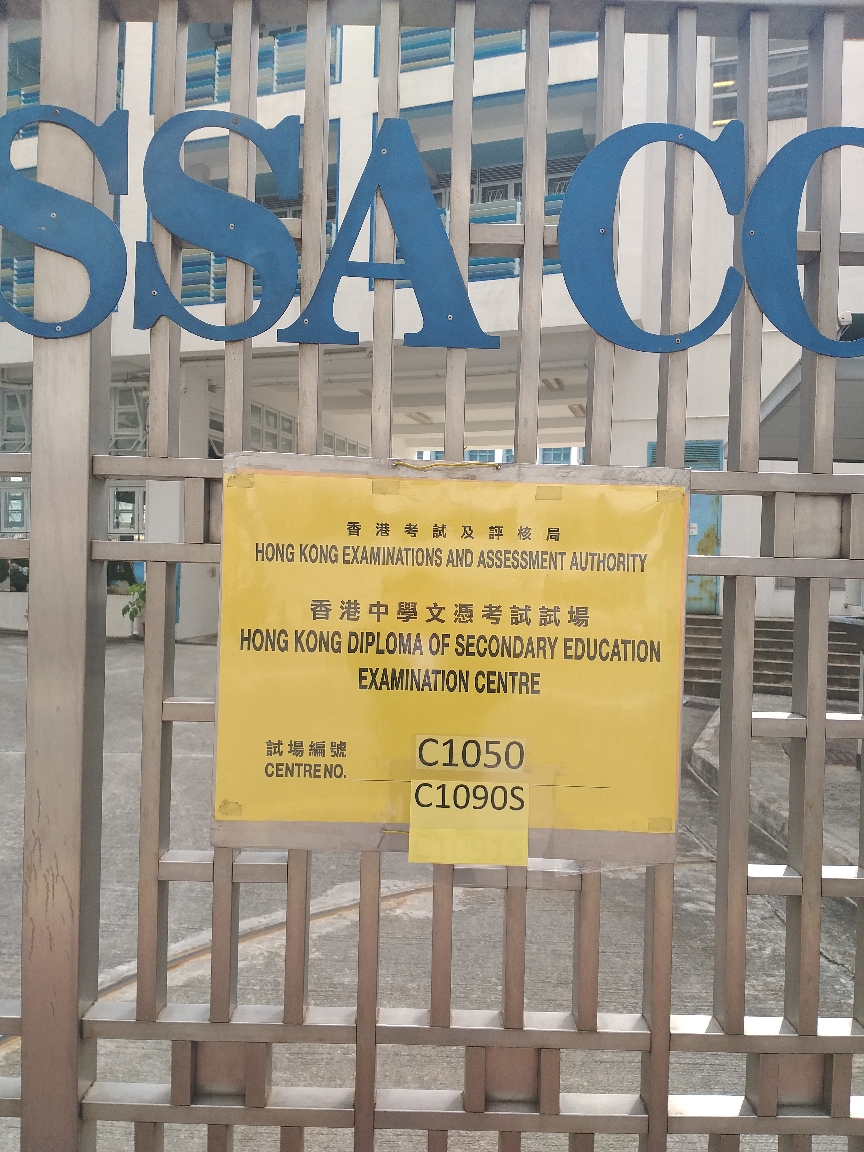 SSA CO
香港考試及評核局
HONG KONG EXAMINATIONS AND ASSESSMENT AUTHORITY
香港中學文憑考試試場
HONG KONG DIPLOMA OF SECONDARY EDUCATION
EXAMINATION CENTRE
試場編號
CENTRE NO.
C1050
C1090S